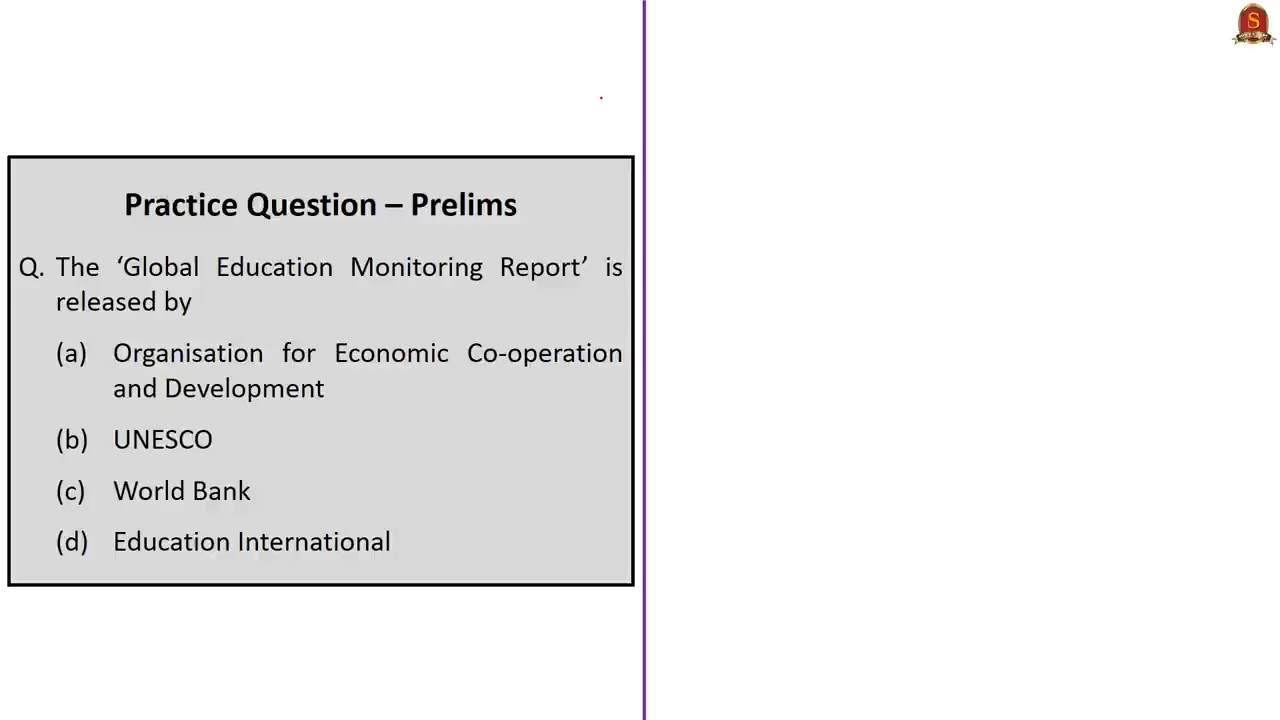 S
Practice Question – Prelims
Q. The ‘Global Education Monitoring Report’ is
released by
(a) Organisation for Economic Co-operation
and Development
(b) UNESCO
(c) World Bank
(d) Education International